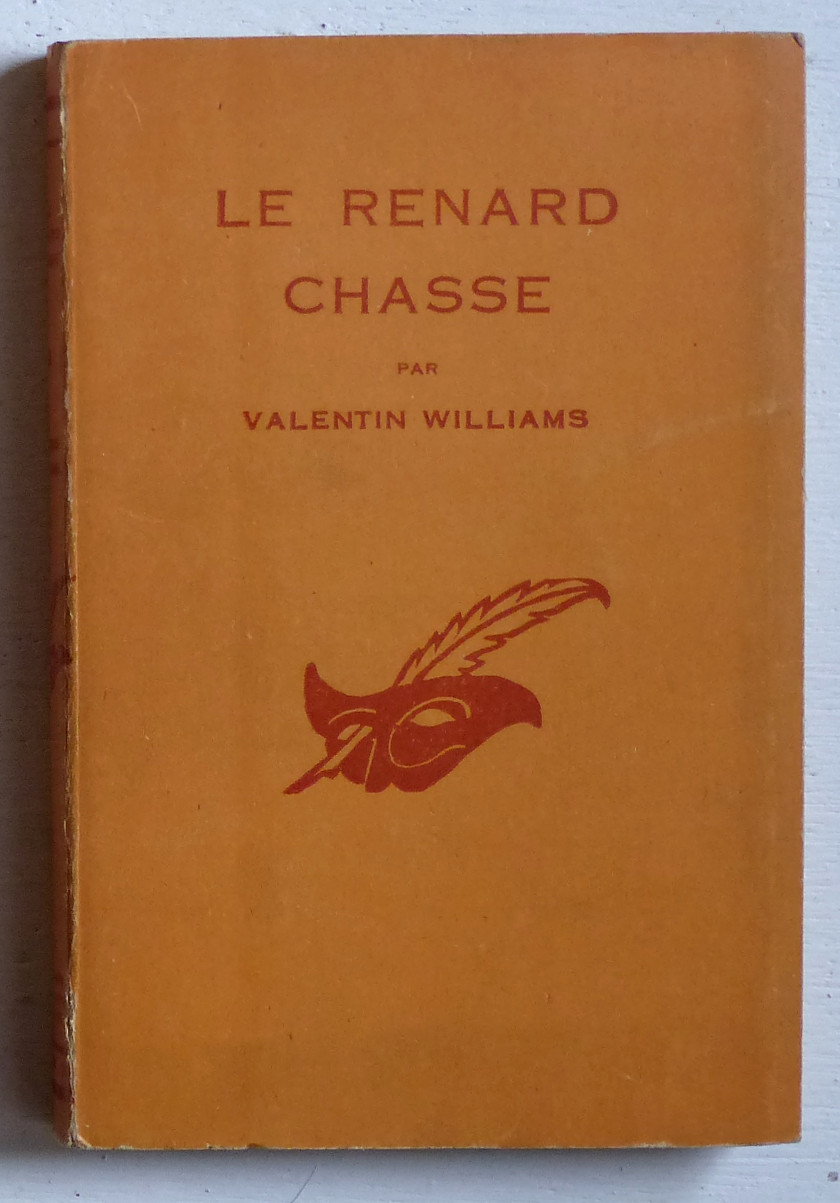 LE RENARD
CHASSE
PAR
VALENTIN WILLIAMS